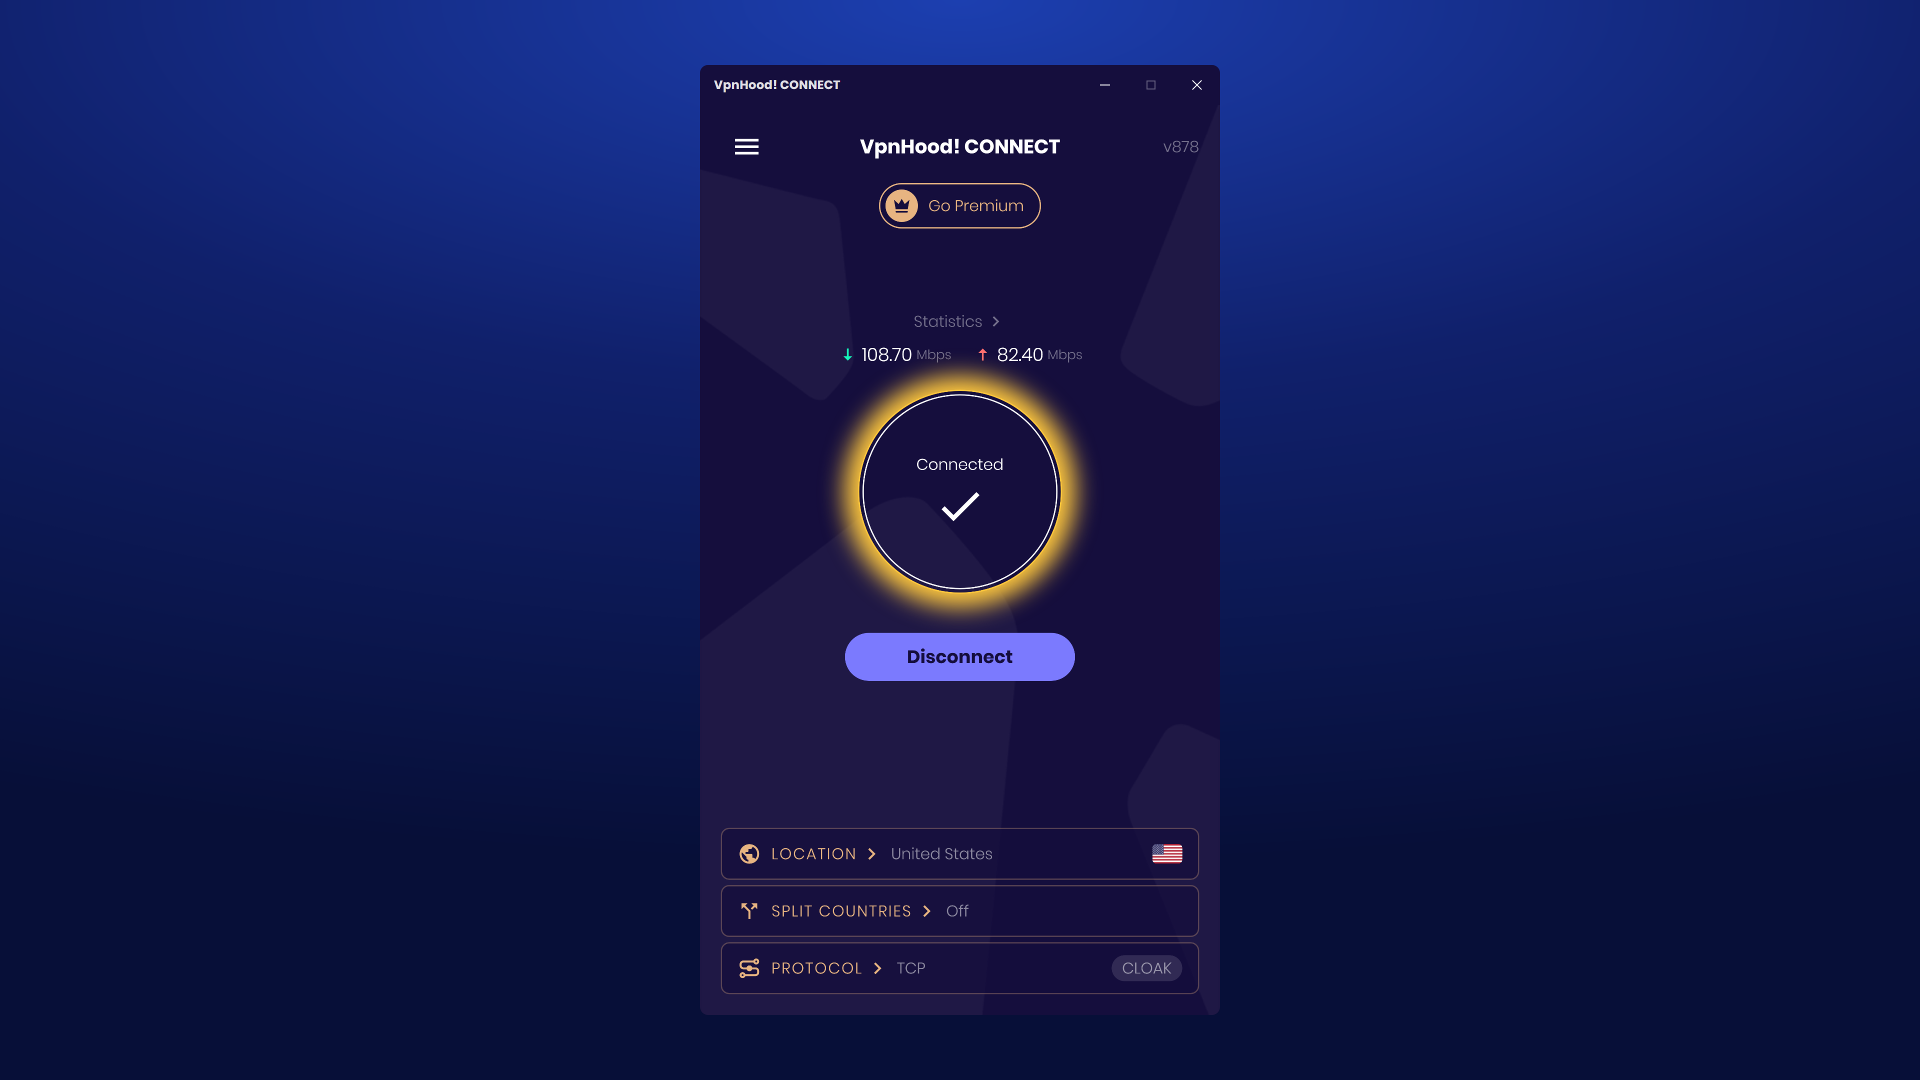 VpnHood! CONNECT
VpnHood! CONNECT
v878
Go Premium
Statistics
108.70 Mbps 82.40 Mbps
Connected
Disconnect
LOCATION United States
SPLIT COUNTRIES Off
PROTOCOL TCP CLOAK